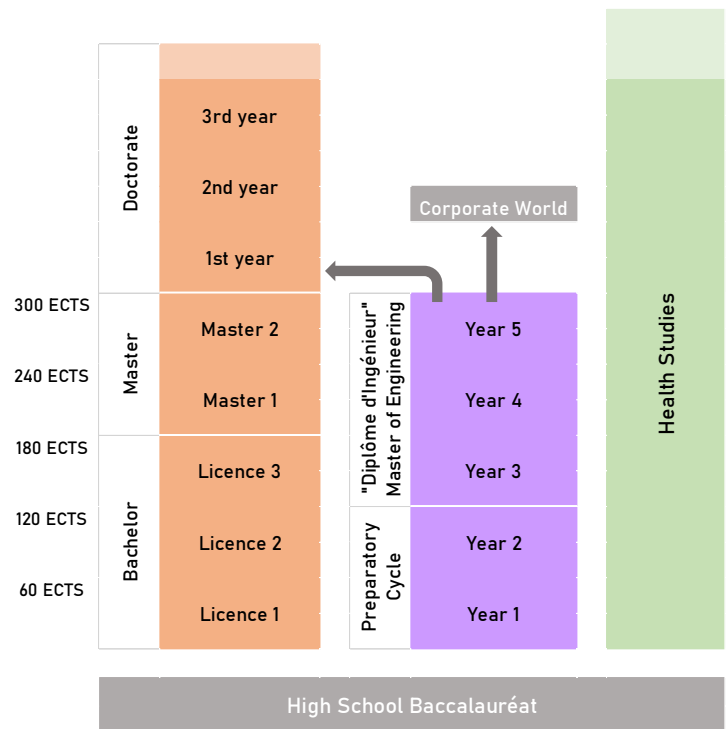 3rd year
2nd year
1st year
Doctorate
Corporate World
300 ECTS
Master 2
240 ECTS
Master 1
Master
180 ECTS
Licence 3
120 ECTS
Licence 2
60 ECTS
Licence 1
Bachelor
"Diplôme d'Ingénieur"
Master of Engineering
Year 5
Year 4
Year 3
Preparatory
Cycle
Year 2
Year 1
Health Studies
High School Baccalauréat